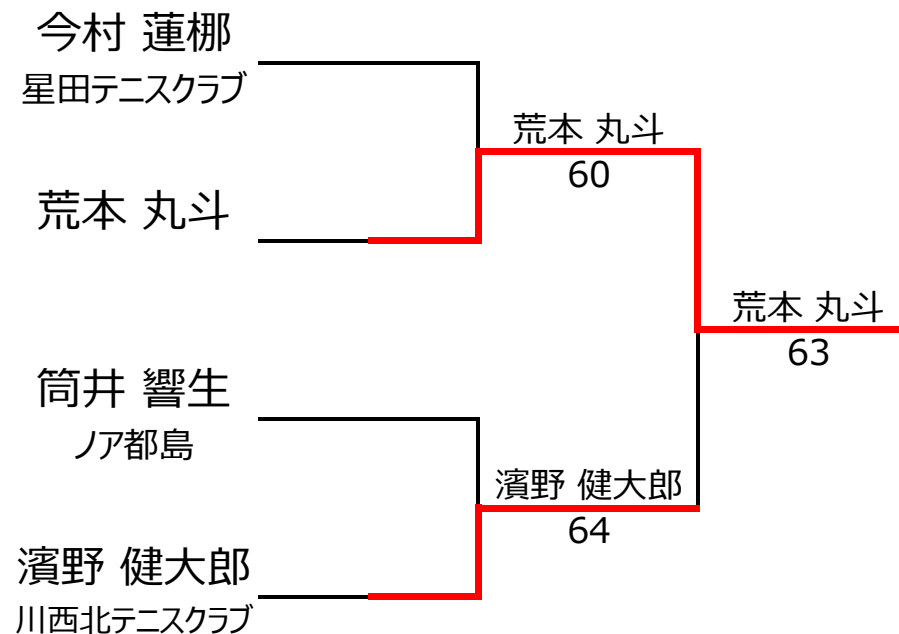 今村 蓮梛
星田テニスクラブ
荒本 丸斗
筒井 響生
ノア都島
濱野 健大郎
川西北テニスクラブ
荒本 丸斗
60
濱野 健大郎
64
荒本 丸斗
63